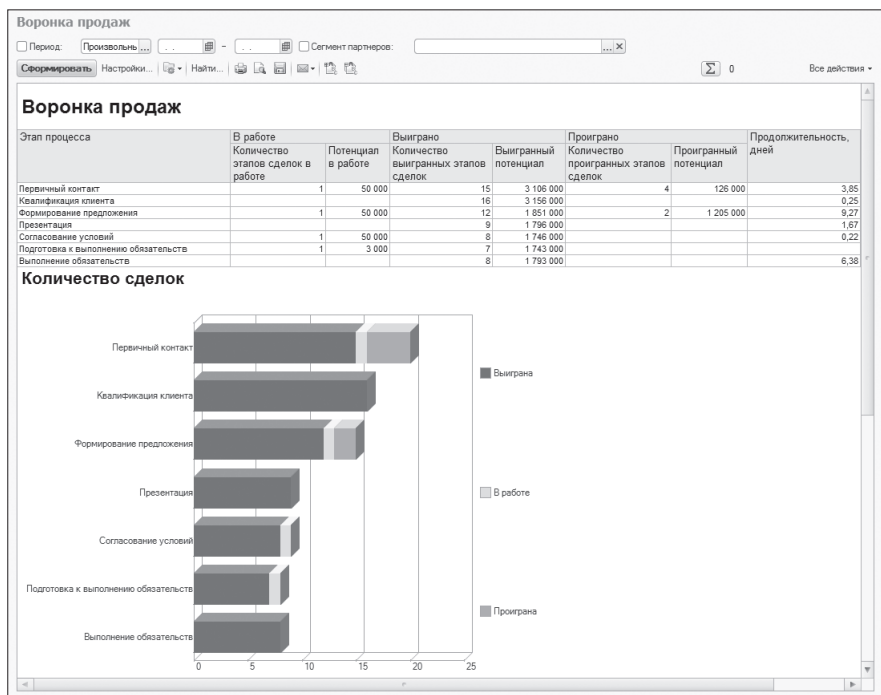 Воронка продаж
Период: Произвольнь ... . . - . . Сегмент партнеров: ... ×
Сформировать Настройки... Найти... Σ 0 Все действия
Воронка продаж
Этап процесса В работе Выиграно Проиграно Продолжительность, дней
Количество этапов сделок в работе Потенциал в работе Количество выигранных этапов сделок Выигранный потенциал Количество проигранных этапов сделок Проигранный потенциал
Первичный контакт 1 50 000 15 3 106 000 4 126 000 3,85
Квалификация клиента 16 3 156 000 0,25
Формирование предложения 1 50 000 12 1 851 000 2 1 205 000 9,27
Презентация 9 1 796 000 1,67
Согласование условий 1 50 000 8 1 746 000 0,22
Подготовка к выполнению обязательств 1 3 000 7 1 743 000
Выполнение обязательств 8 1 793 000 6,38
Количество сделок
Первичный контакт
Выиграна
Квалификация клиента
Формирование предложения
Презентация
В работе
Согласование условий
Подготовка к выполнению обязательств
Проиграна
Выполнение обязательств
0 5 10 15 20 25